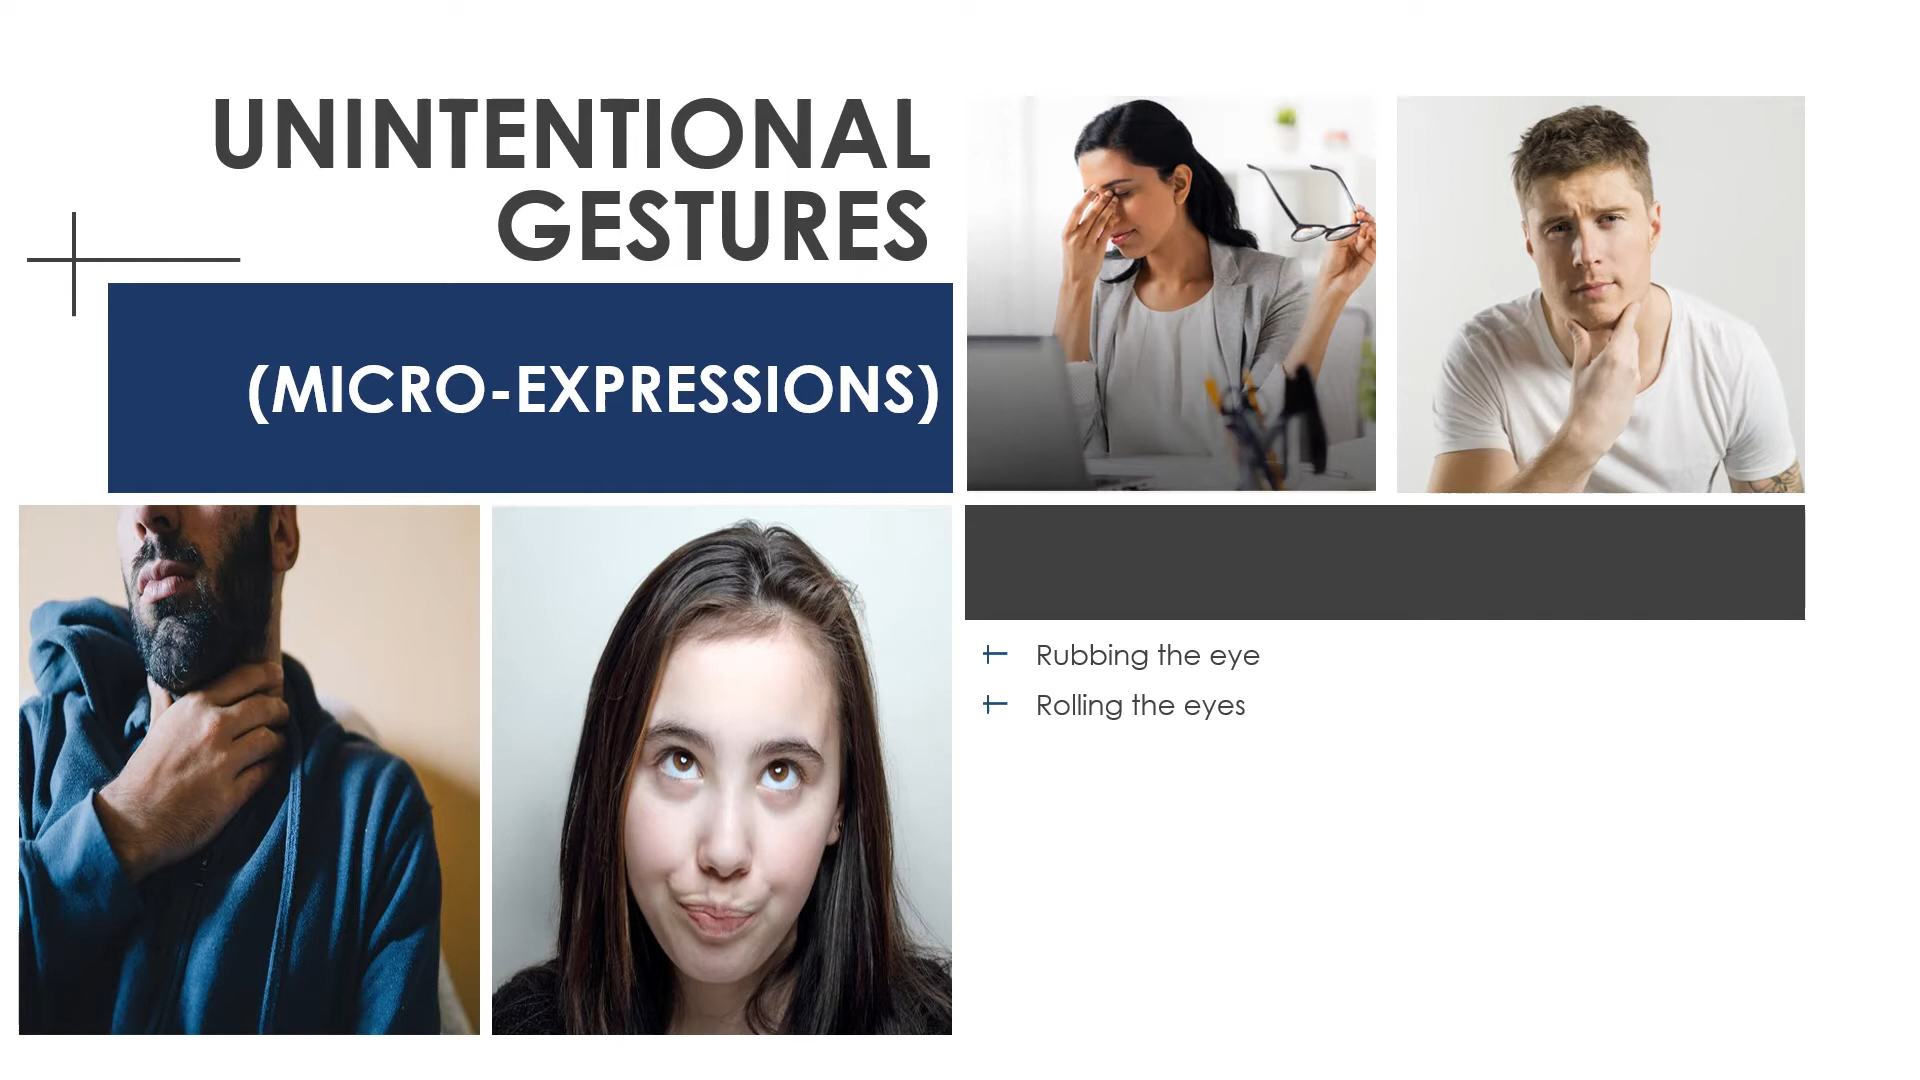 UNINTENTIONAL
GESTURES
(MICRO-EXPRESSIONS)
Rubbing the eye
Rolling the eyes